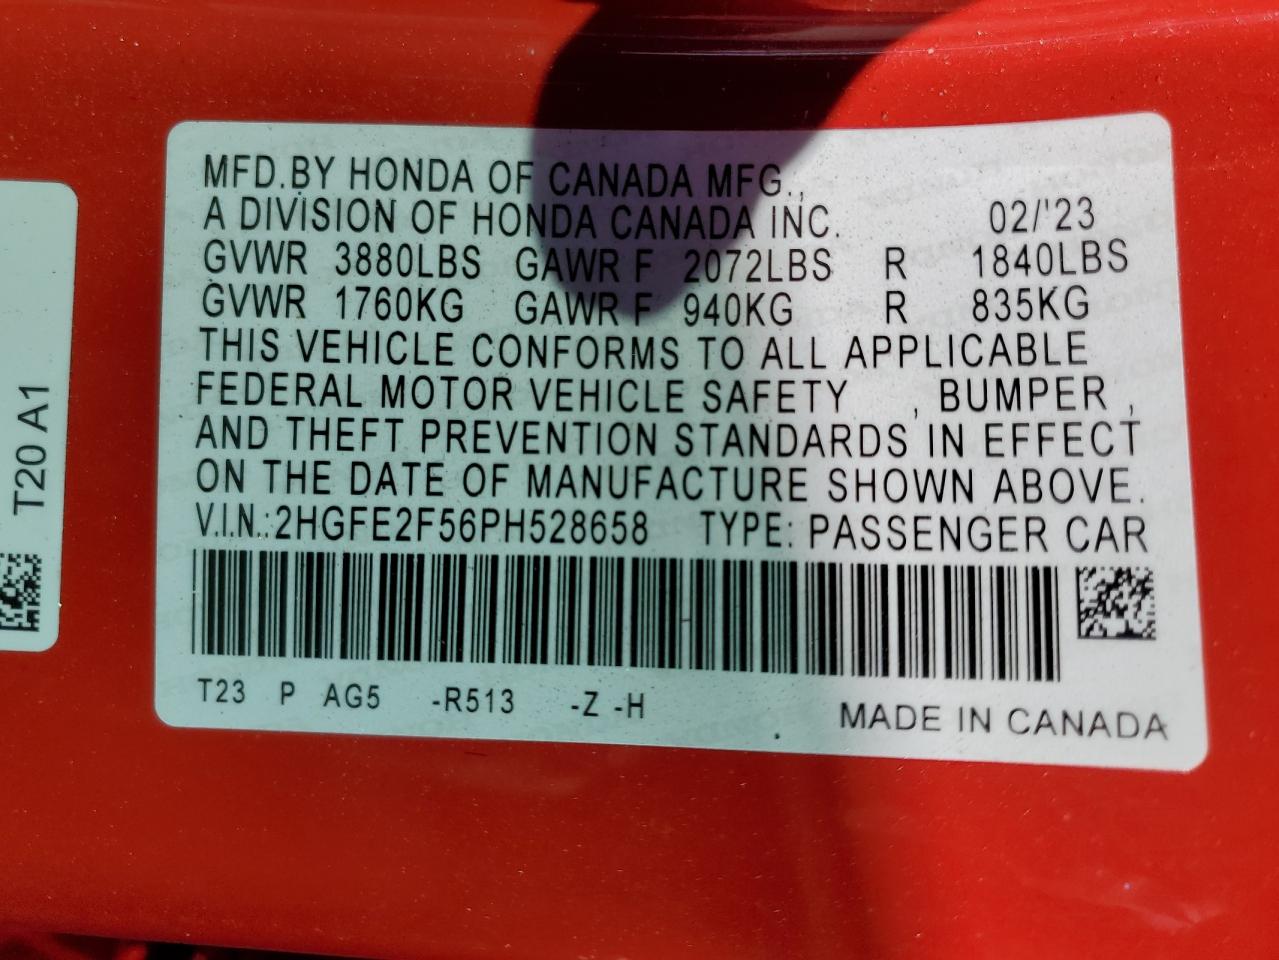 MFD.BY HONDA OF CANADA MFG.,
A DIVISION OF HONDA CANADA INC. 02/'23
GVWR 3880LBS GAWR F 2072LBS R 1840LBS
GVWR 1760KG GAWR F 940KG R 835KG
THIS VEHICLE CONFORMS TO ALL APPLICABLE
FEDERAL MOTOR VEHICLE SAFETY , BUMPER ,
AND THEFT PREVENTION STANDARDS IN EFFECT
ON THE DATE OF MANUFACTURE SHOWN ABOVE.
V.I.N.:2HGFE2F56PH528658 TYPE: PASSENGER CAR
T23 P AG5 -R513 -Z -H
MADE IN CANADA
T20 A1